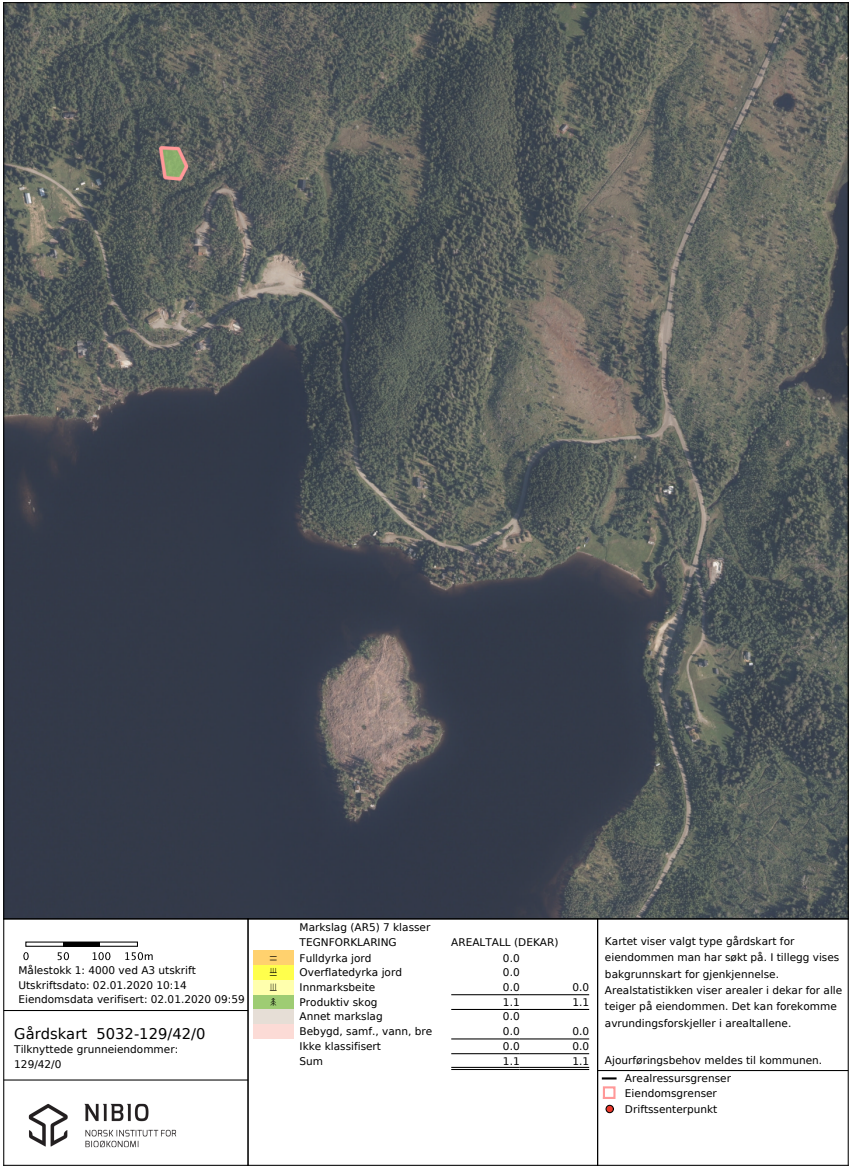 0 50 100 150m
Målestokk 1: 4000 ved A3 utskrift
Utskriftsdato: 02.01.2020 10:14
Eiendomsdata verifisert: 02.01.2020 09:59
Gårdskart 5032-129/42/0
Tilknyttede grunneiendommer:
129/42/0
NIBIO
NORSK INSTITUTT FOR
BIOØKONOMI
Markslag (AR5) 7 klasser
TEGNFORKLARING AREALTALL (DEKAR)
Fulldyrka jord 0.0
Overflatedyrka jord 0.0
Innmarksbeite 0.0 0.0
Produktiv skog 1.1 1.1
Annet markslag 0.0
Bebygd, samf., vann, bre 0.0 0.0
Ikke klassifisert 0.0 0.0
Sum 1.1 1.1
Kartet viser valgt type gårdskart for
eiendommen man har søkt på. I tillegg vises
bakgrunnskart for gjenkjennelse.
Arealstatistikken viser arealer i dekar for alle
teiger på eiendommen. Det kan forekomme
avrundingsforskjeller i arealtallene.
Ajourføringsbehov meldes til kommunen.
Arealressursgrenser
Eiendomsgrenser
Driftssenterpunkt